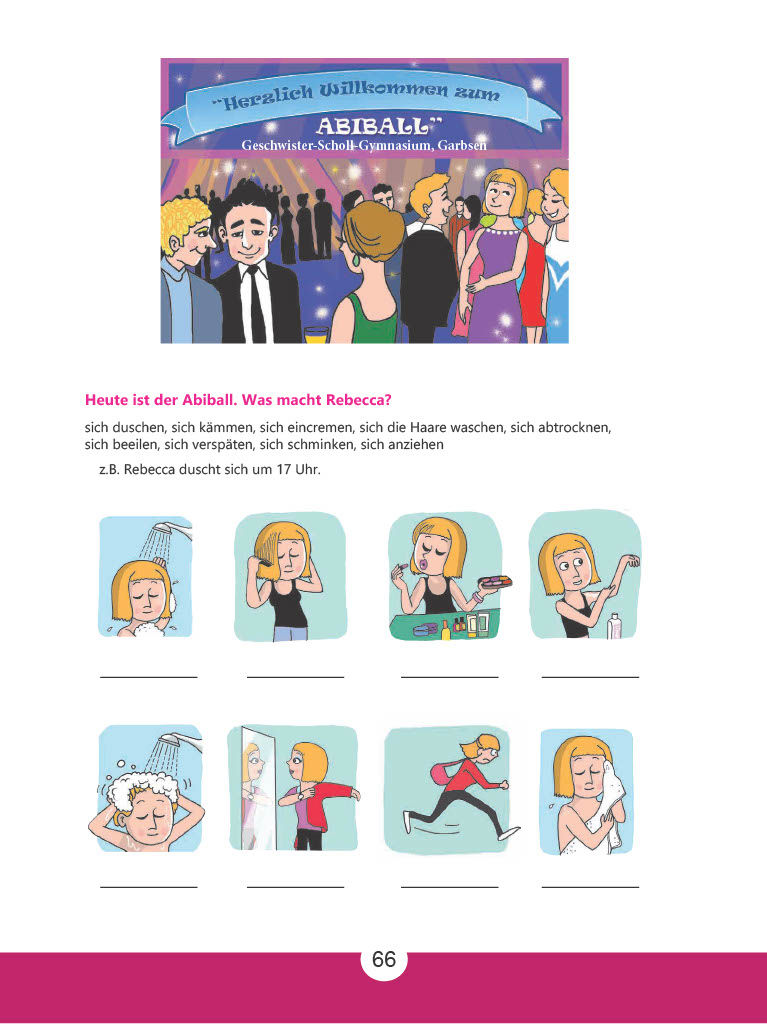 "Herzlich Willkommen zum
ABIBALL"
Geschwister-Scholl-Gymnasium, Garbsen
Heute ist der Abiball. Was macht Rebecca?
sich duschen, sich kämmen, sich eincremen, sich die Haare waschen, sich abtrocknen,
sich beeilen, sich verspäten, sich schminken, sich anziehen
z.B. Rebecca duscht sich um 17 Uhr.
66